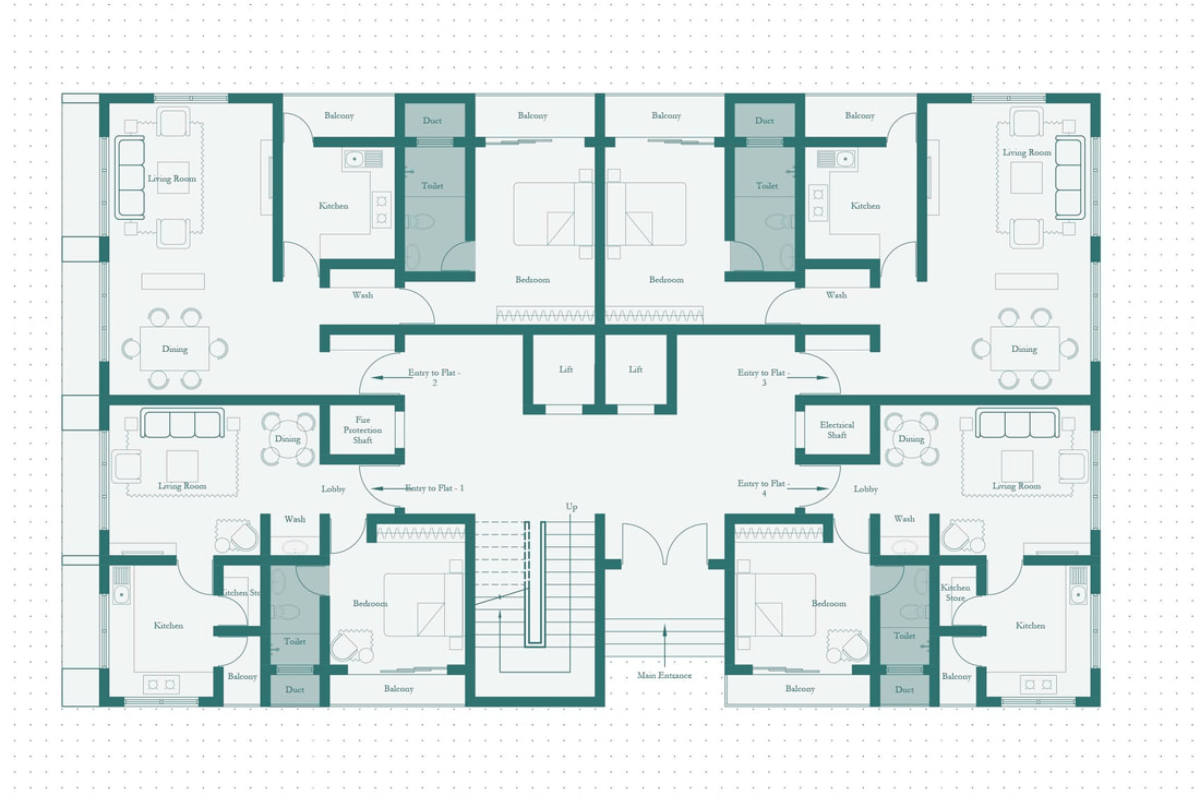 Balcony
Duct
Balcony
Balcony
Duct
Balcony
Living Room
Toilet
Toilet
Living Room
Kitchen
Kitchen
Bedroom
Bedroom
Wash
Wash
Dining
Dining
Lift
Lift
Entry to Flat -
2
Entry to Flat -
3
Fire
Protection
Shaft
Electrical
Shaft
Dining
Dining
Living Room
Lobby
Entry to Flat - 1
Entry to Flat -
4
Lobby
Living Room
Up
Wash
Wash
Kitchen Sto
Kitchen
Store
Bedroom
Bedroom
Kitchen
Kitchen
Toilet
Toilet
Balcony
Duct
Balcony
Main Entrance
Balcony
Duct
Balcony